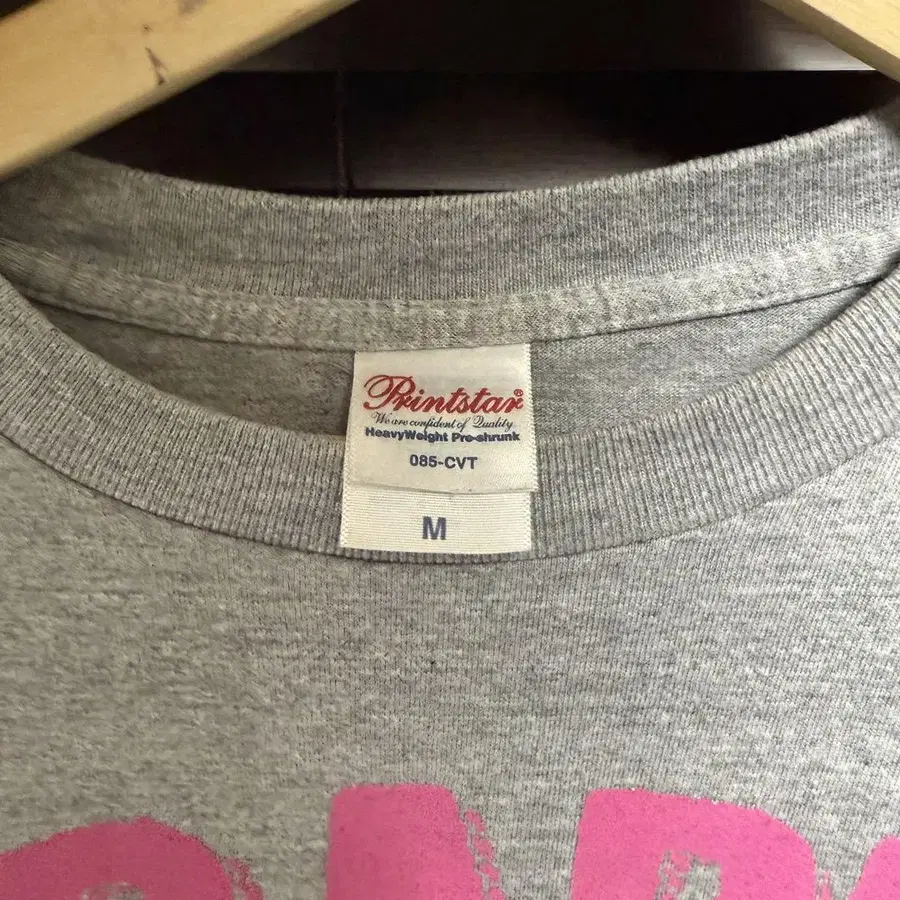 Printstar®
We are confident of Quality
HeavyWeight Pre-shrunk
085-CVT
M